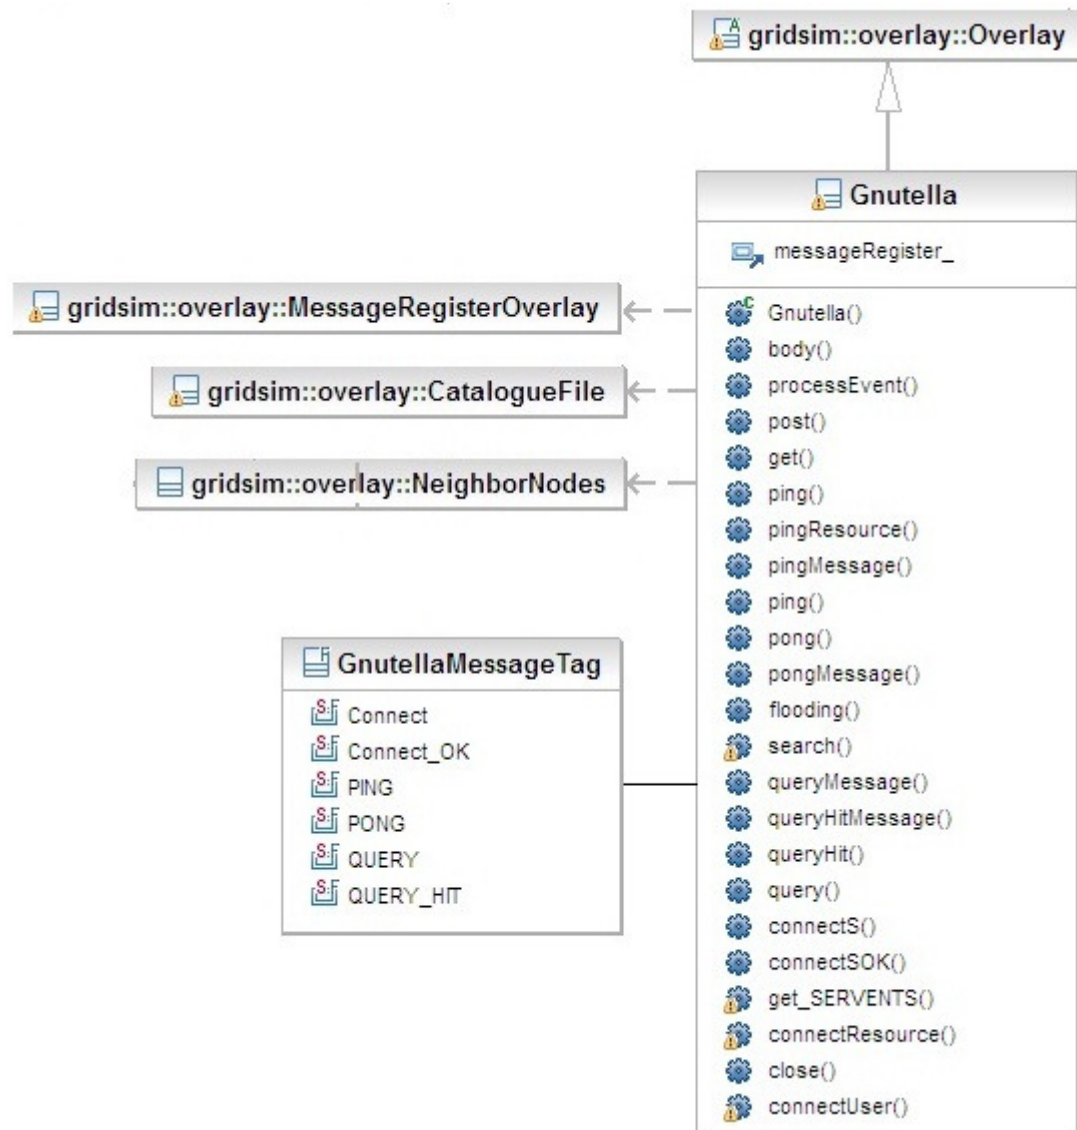 gridsim::overlay::Overlay
Gnutella
messageRegister_
Gnutella()
body()
processEvent()
post()
get()
ping()
pingResource()
pingMessage()
ping()
pong()
pongMessage()
flooding()
search()
queryMessage()
queryHitMessage()
queryHit()
query()
connectS()
connectSOK()
get_SERVENTS()
connectResource()
close()
connectUser()
gridsim::overlay::MessageRegisterOverlay
gridsim::overlay::CatalogueFile
gridsim::overlay::NeighborNodes
GnutellaMessageTag
Connect
Connect_OK
PING
PONG
QUERY
QUERY_HIT